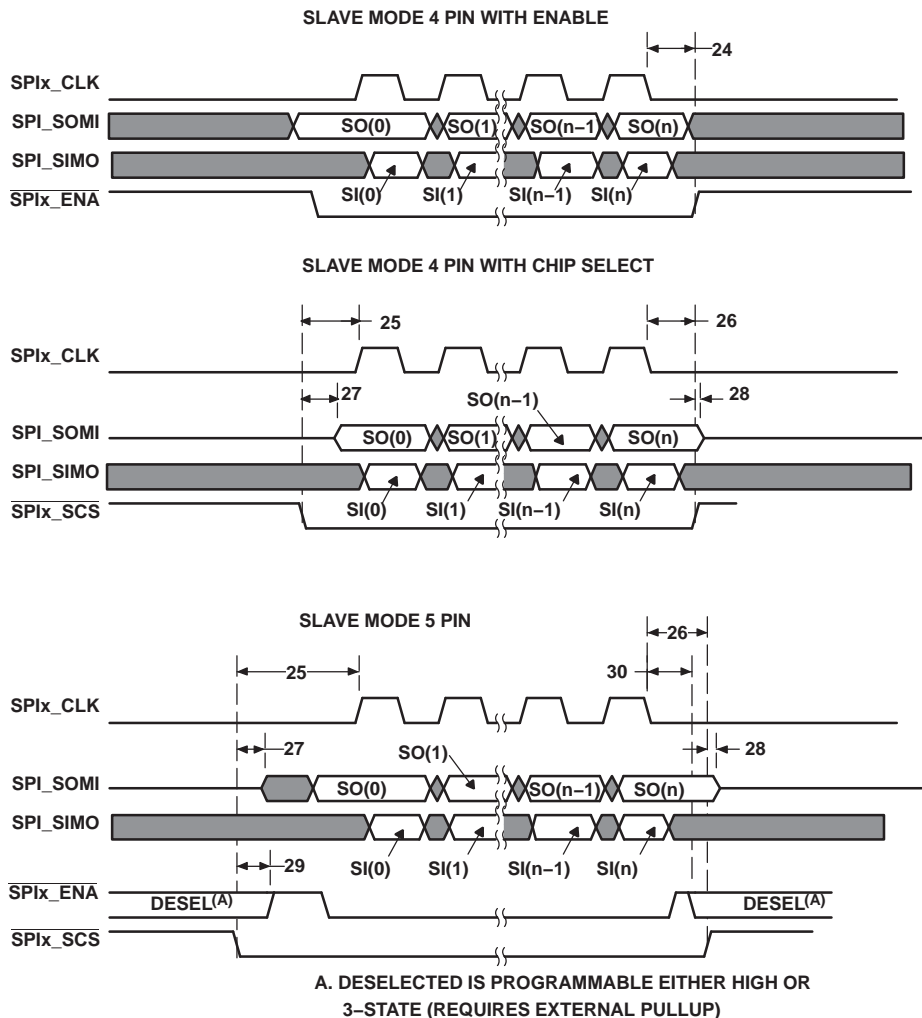 SLAVE MODE 4 PIN WITH ENABLE
24
SPIx_CLK
SPI_SOMI
SO(0)
SO(1)
SO(n–1)
SO(n)
SPI_SIMO
SI(0)
SI(1)
SI(n–1)
SI(n)
SPIx_ENA
SLAVE MODE 4 PIN WITH CHIP SELECT
25
26
SPIx_CLK
27
SO(n–1)
28
SPI_SOMI
SO(0)
SO(1)
SO(n)
SPI_SIMO
SI(0)
SI(1)
SI(n–1)
SI(n)
SPIx_SCS
SLAVE MODE 5 PIN
26
25
30
SPIx_CLK
27
SO(1)
28
SPI_SOMI
SO(0)
SO(n–1)
SO(n)
SPI_SIMO
SI(0)
SI(1)
SI(n–1)
SI(n)
29
SPIx_ENA
DESEL(A)
DESEL(A)
SPIx_SCS
A. DESELECTED IS PROGRAMMABLE EITHER HIGH OR
3–STATE (REQUIRES EXTERNAL PULLUP)